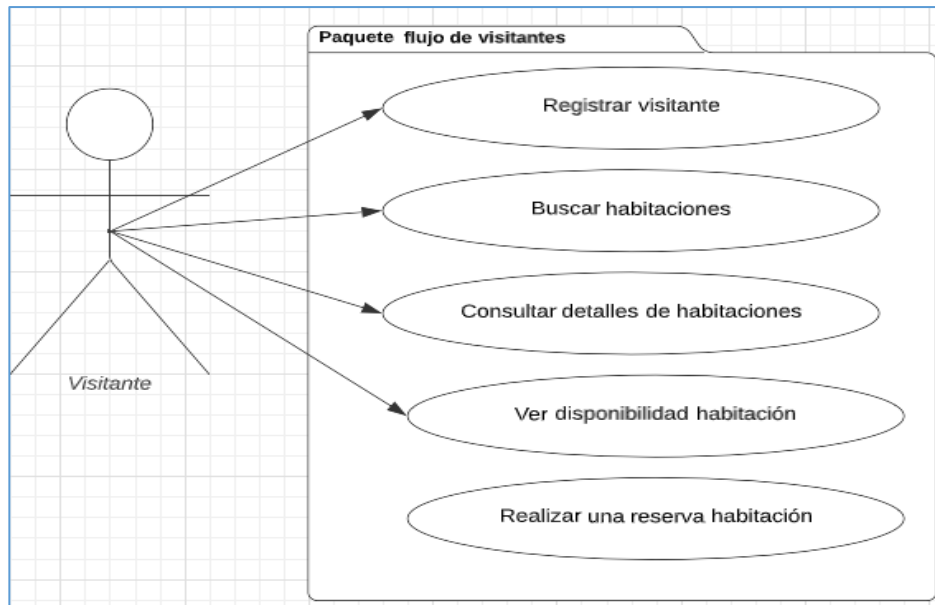 Paquete flujo de visitantes
Registrar visitante
Buscar habitaciones
Consultar detalles de habitaciones
Visitante
Ver disponibilidad habitación
Realizar una reserva habitación